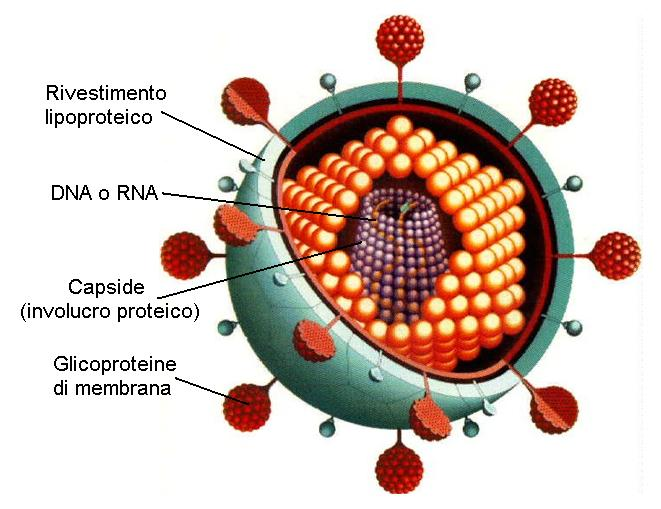 Rivestimento
lipoproteico
DNA o RNA
Capside
(involucro proteico)
Glicoproteine
di membrana